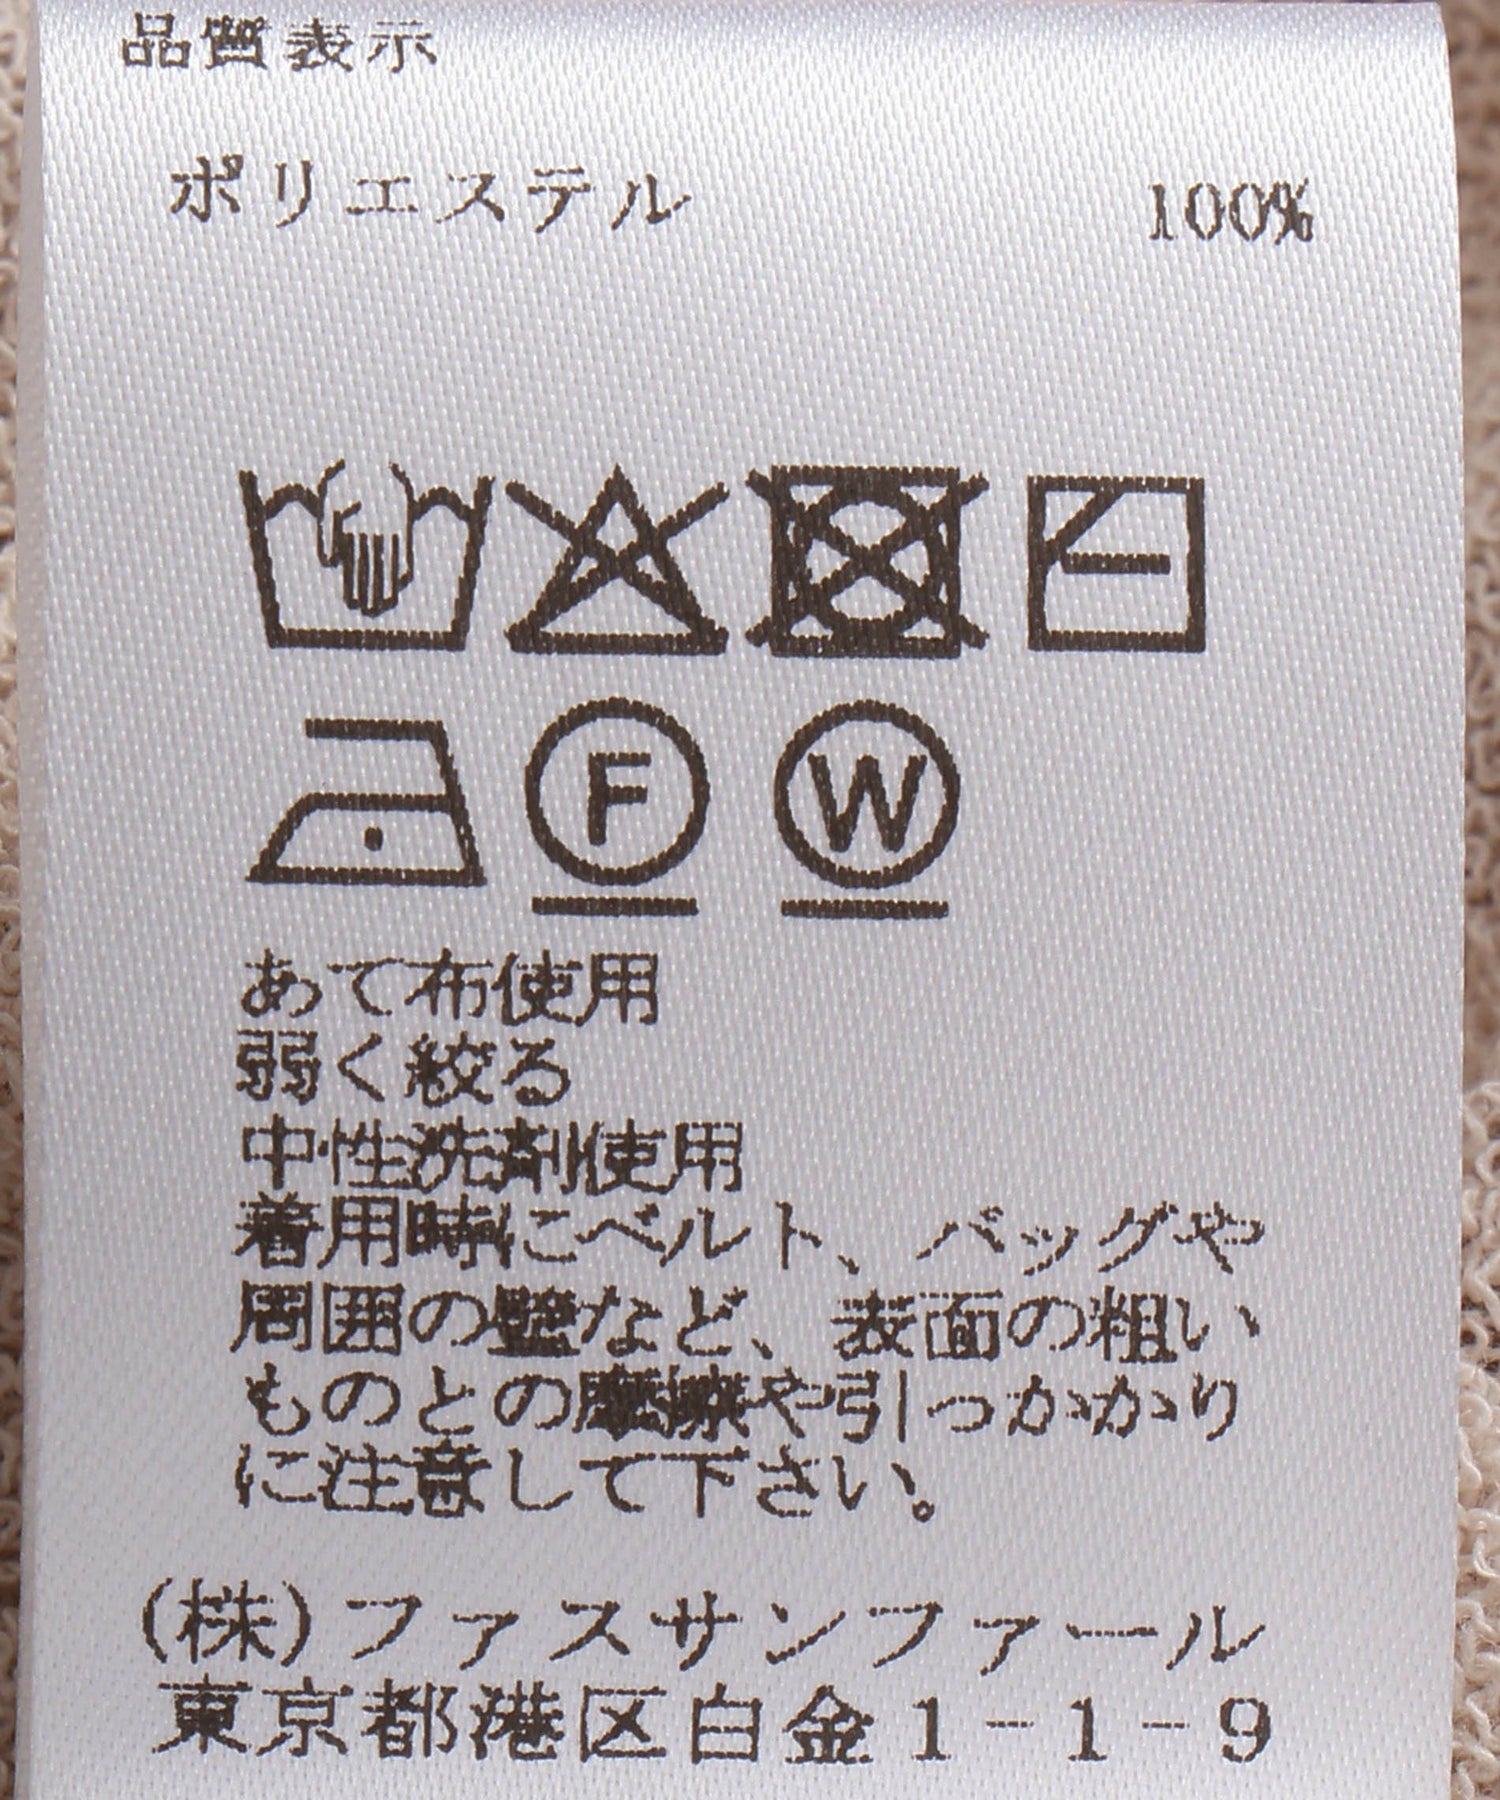 品質表示
ポリエステル 100%
F W
あて布使用
弱く絞る
中性洗剤使用
着用時にベルト、バッグや
周囲の壁など、表面の粗い
ものとの摩擦や引っかかり
に注意して下さい。
(株)ファスサンファール
東京都港区白金1-1-9